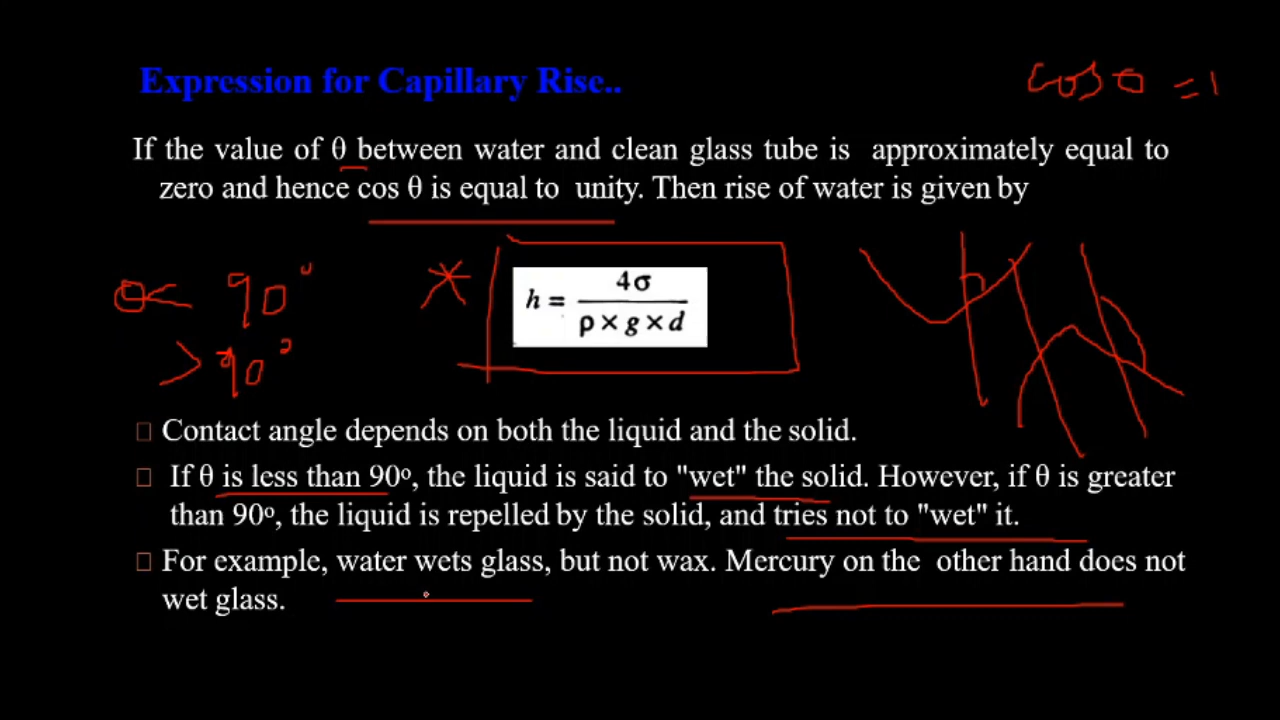 Expression for Capillary Rise..
cos θ = 1
If the value of θ between water and clean glass tube is approximately equal to
zero and hence cos θ is equal to unity. Then rise of water is given by
θ < 90°
> 90°
h = 4σ / ρ × g × d
Contact angle depends on both the liquid and the solid.
If θ is less than 90º, the liquid is said to "wet" the solid. However, if θ is greater
than 90º, the liquid is repelled by the solid, and tries not to "wet" it.
For example, water wets glass, but not wax. Mercury on the other hand does not
wet glass.